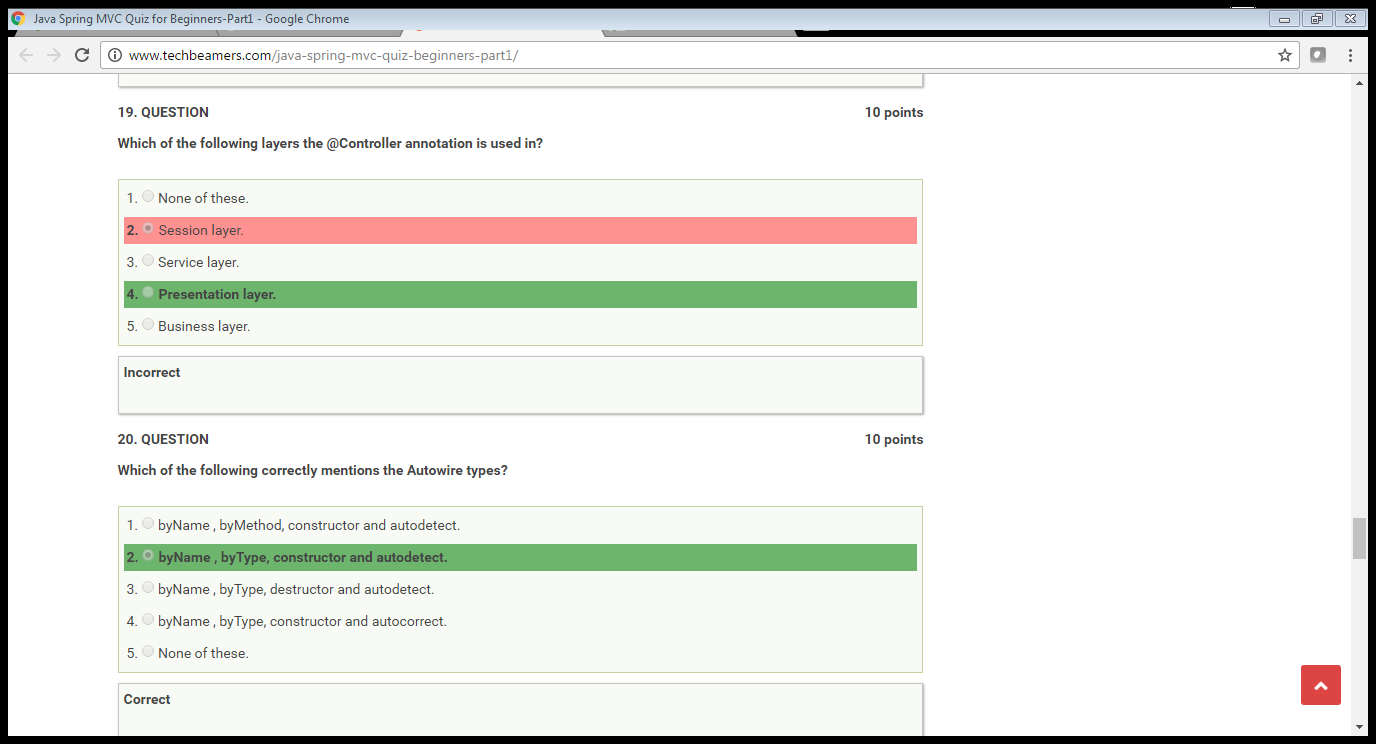 Java Spring MVC Quiz for Beginners-Part1 - Google Chrome
www.techbeamers.com/java-spring-mvc-quiz-beginners-part1/
19. QUESTION 10 points
Which of the following layers the @Controller annotation is used in?
1. None of these.
2. Session layer.
3. Service layer.
4. Presentation layer.
5. Business layer.
Incorrect
20. QUESTION 10 points
Which of the following correctly mentions the Autowire types?
1. byName , byMethod, constructor and autodetect.
2. byName , byType, constructor and autodetect.
3. byName , byType, destructor and autodetect.
4. byName , byType, constructor and autocorrect.
5. None of these.
Correct